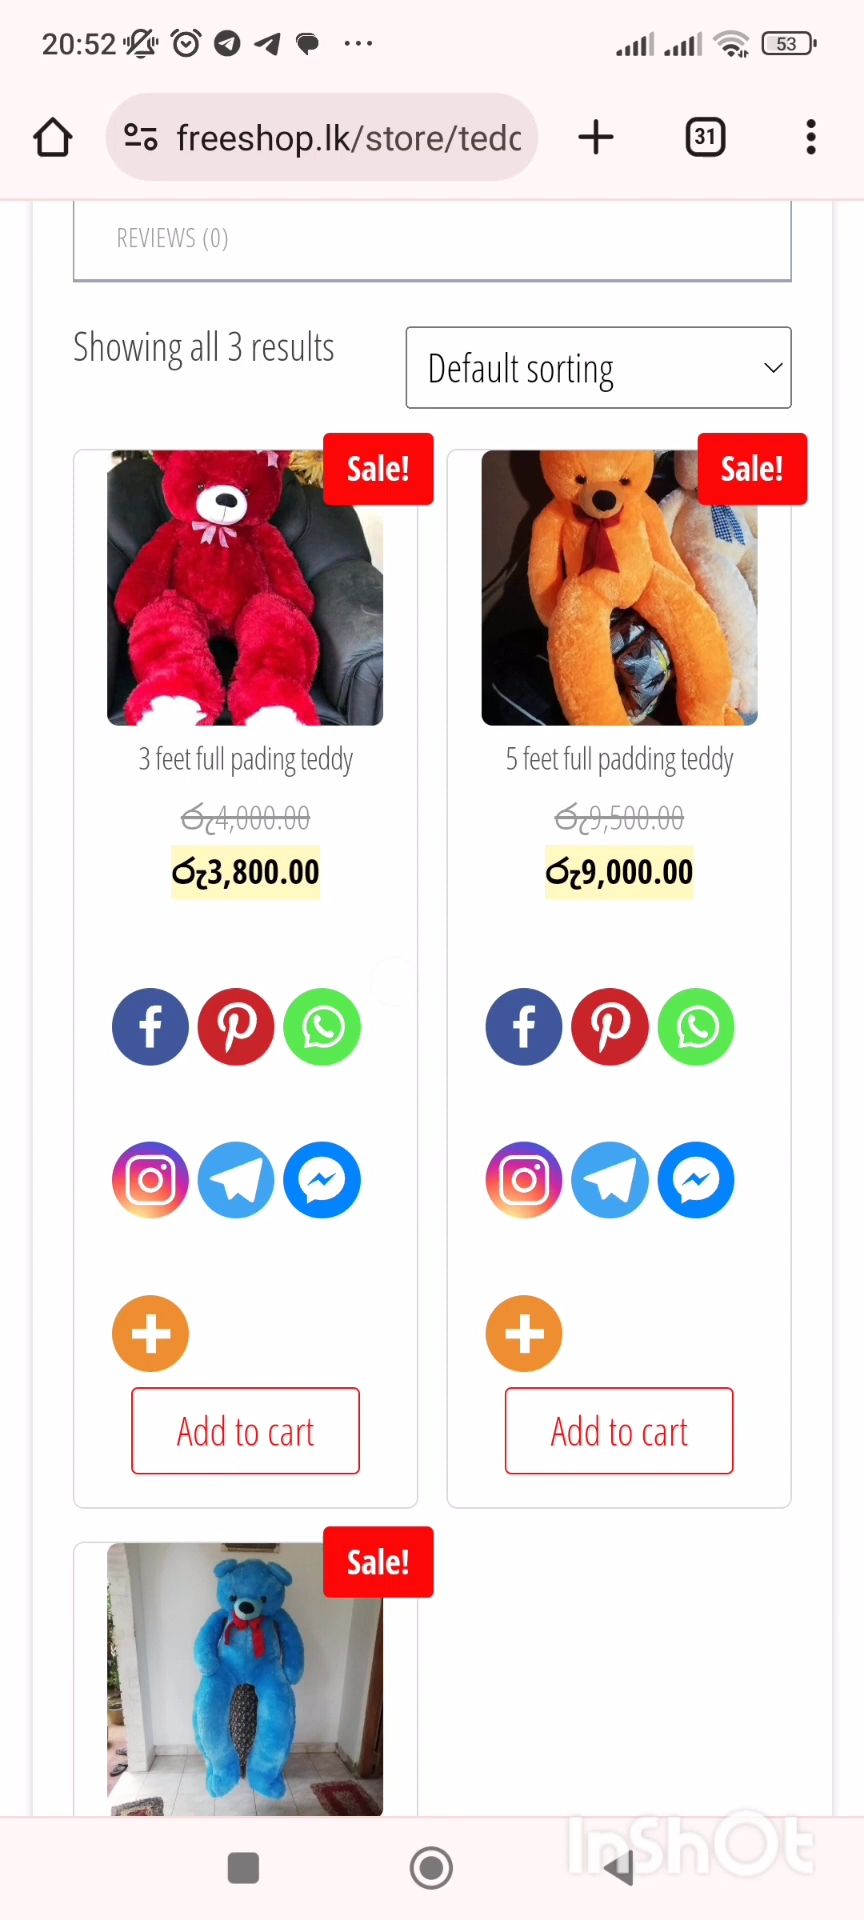 20:52
53
freeshop.lk/store/tedd
31
REVIEWS (0)
Showing all 3 results
Default sorting
Sale!
Sale!
3 feet full pading teddy
5 feet full padding teddy
රු4,000.00
රු9,500.00
රු3,800.00
රු9,000.00
Add to cart
Add to cart
Sale!
InShOt